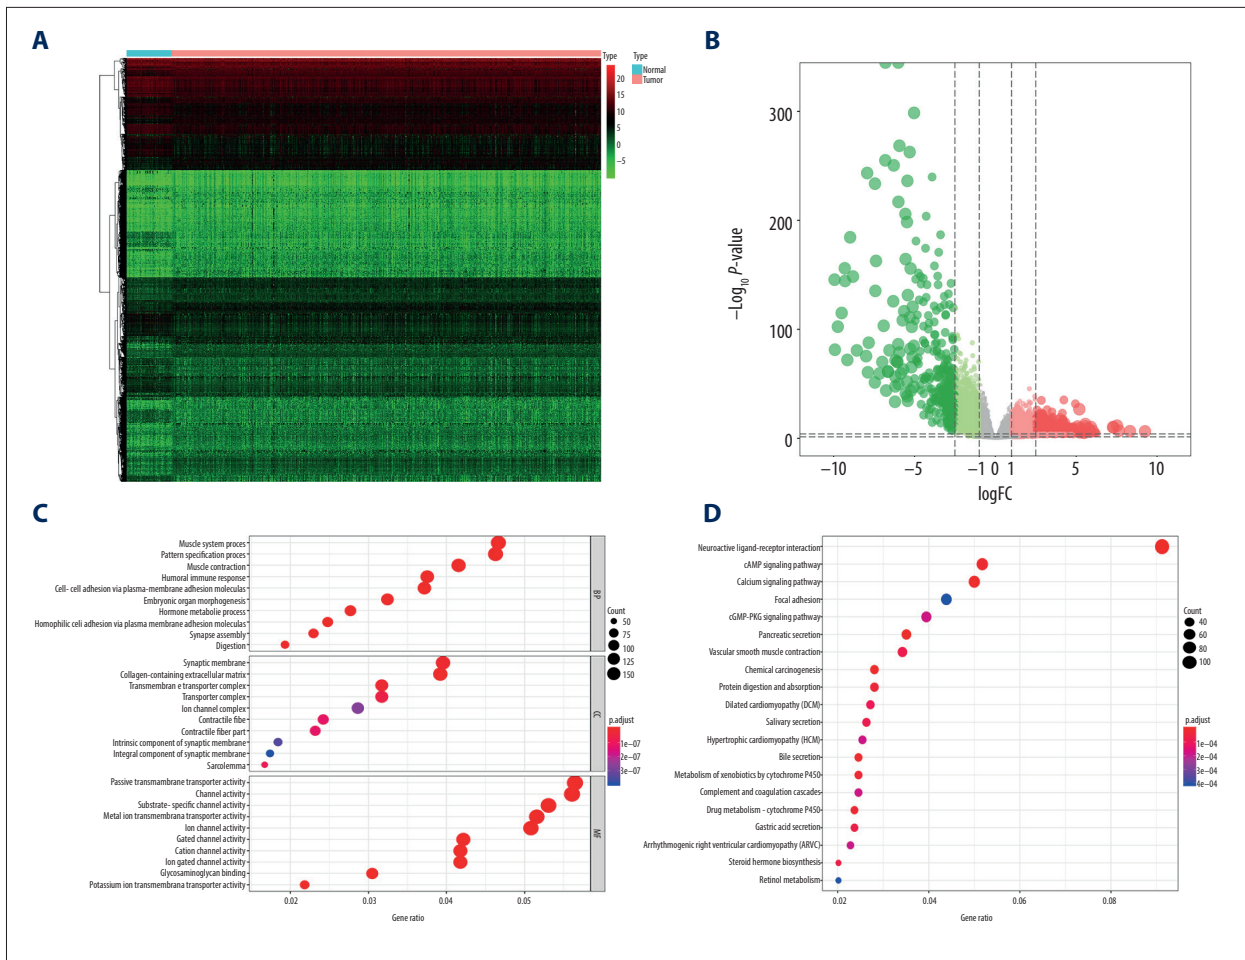 A
Type
20
15
10
5
0
−5
Type
Normal
Tumor
B
−Log10 P-value
300
200
100
0
−10
−5
−1
0
1
5
10
logFC
C
Muscle system proces
Pattern specification proces
Muscle contraction
Humoral immune response
Cell- cell adhesion via plasma-membrane adhesion moleculas
Embryonic organ morphogenesis
Hormone metabolie process
Homophilic celi adhesion via plasma membrane adhesion moleculas
Synapse assembly
Digestion
BP
Synaptic membrane
Collagen-containing extracellular matrix
Transmembran e transporter complex
Transporter complex
Ion channel complex
Contractile fibe
Contractile fiber part
Intrinsic component of synaptic membrane
Integral component of synaptic membrane
Sarcolemma
CC
Passive transmambrane transporter activity
Channel activity
Substrate- specific channel activity
Metal ion transmembrana transporter activity
Ion channel activity
Gated channel activity
Cation channel activity
Ion gated channel activity
Glycosaminoglycan binding
Potassium ion transmembrana transporter activity
MF
0.02
0.03
0.04
0.05
Gene ratio
Count
50
75
100
125
150
p.adjust
1e−07
2e−07
3e−07
D
Neuroactive ligand-receptor interaction
cAMP signaling pathway
Calcium signaling pathway
Focal adhesion
cGMP-PKG signaling pathway
Pancreatic secretion
Vascular smooth muscle contraction
Chemical carcinogenesis
Protein digestion and absorption
Dilated cardiomyopathy (DCM)
Salivary secretion
Hypertrophic cardiomyopathy (HCM)
Bile secretion
Metabolism of xenobiotics by cytochrome P450
Complement and coagulation cascades
Drug metabolism - cytochrome P450
Gastric acid secretion
Arrhythmogenic right ventricular cardiomyopathy (ARVC)
Steroid hormone biosynthesis
Retinol metabolism
0.02
0.04
0.06
0.08
Gene ratio
Count
40
60
80
100
p.adjust
1e−04
2e−04
3e−04
4e−04